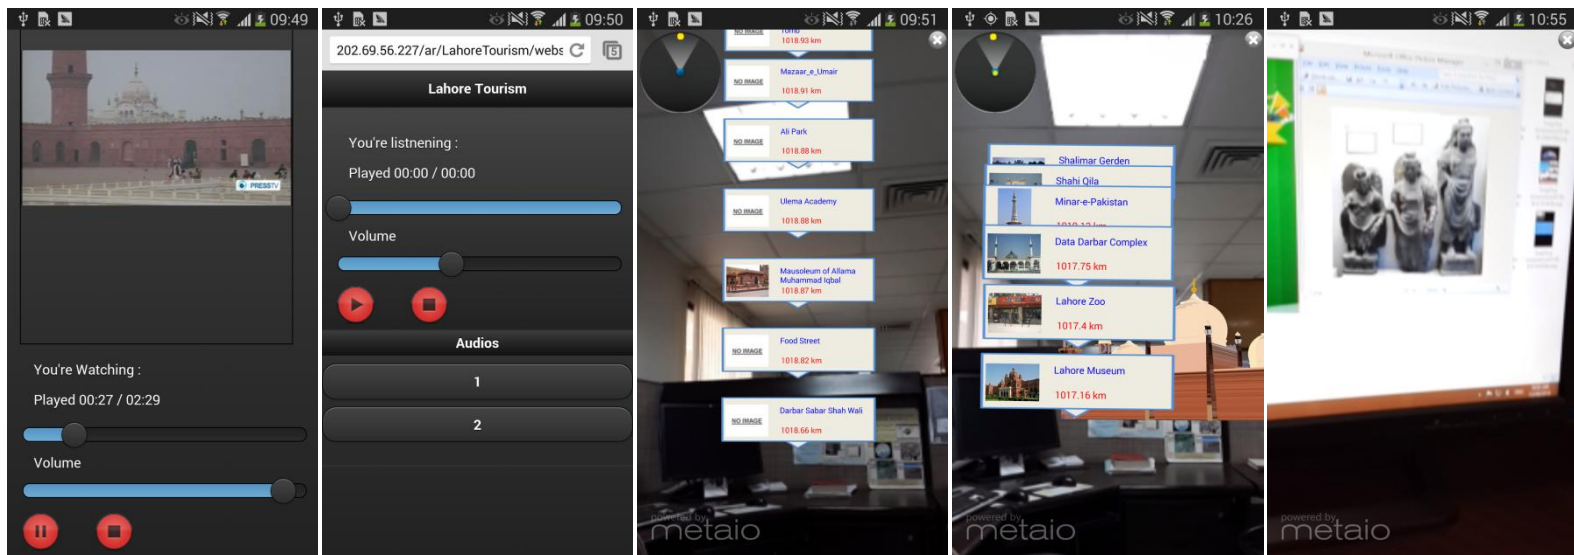 09:49
PRESSTV
You're Watching :
Played 00:27 / 02:29
Volume
09:50
202.69.56.227/ar/LahoreTourism/webs
5
Lahore Tourism
You're listnening :
Played 00:00 / 00:00
Volume
Audios
1
2
09:51
Tomb
1018.93 km
NO IMAGE
Mazaar_e_Umair
1018.91 km
NO IMAGE
Ali Park
1018.88 km
NO IMAGE
Ulema Academy
1018.88 km
Mausoleum of Allama
Muhammad Iqbal
1018.87 km
NO IMAGE
Food Street
1018.82 km
NO IMAGE
Darbar Sabar Shah Wali
1018.66 km
powered by
metaio
10:26
Shalimar Gerden
Shahi Qila
Minar-e-Pakistan
Data Darbar Complex
1017.75 km
Lahore Zoo
1017.4 km
Lahore Museum
1017.16 km
powered by
metaio
10:55
Microsoft Office Picture Manager
powered by
metaio